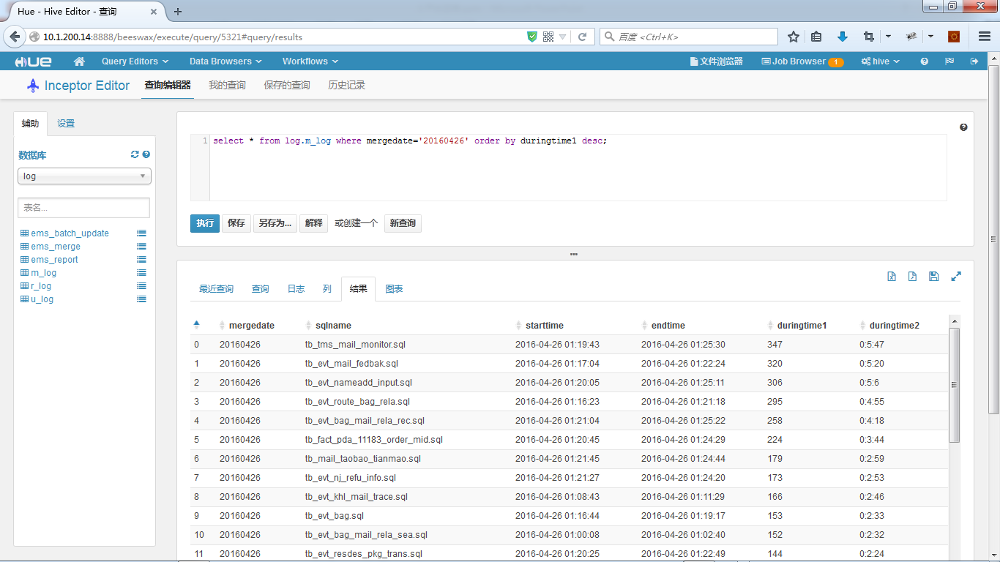 Hue - Hive Editor - 查询
10.1.200.14:8888/beeswax/execute/query/5321#query/results
百度 <Ctrl+K>
HUE Query Editors Data Browsers Workflows 文件浏览器 Job Browser 1 hive
Inceptor Editor 查询编辑器 我的查询 保存的查询 历史记录
辅助 设置
数据库
log
表名...
ems_batch_update
ems_merge
ems_report
m_log
r_log
u_log
1 select * from log.m_log where mergedate='20160426' order by duringtime1 desc;
执行 保存 另存为... 解释 或创建一个 新查询
最近查询 查询 日志 列 结果 图表
mergedate sqlname starttime endtime duringtime1 duringtime2
0 20160426 tb_tms_mail_monitor.sql 2016-04-26 01:19:43 2016-04-26 01:25:30 347 0:5:47
1 20160426 tb_evt_mail_fedbak.sql 2016-04-26 01:17:04 2016-04-26 01:22:24 320 0:5:20
2 20160426 tb_evt_nameadd_input.sql 2016-04-26 01:20:05 2016-04-26 01:25:11 306 0:5:6
3 20160426 tb_evt_route_bag_rela.sql 2016-04-26 01:16:23 2016-04-26 01:21:18 295 0:4:55
4 20160426 tb_evt_bag_mail_rela_rec.sql 2016-04-26 01:21:04 2016-04-26 01:25:22 258 0:4:18
5 20160426 tb_fact_pda_11183_order_mid.sql 2016-04-26 01:20:45 2016-04-26 01:24:29 224 0:3:44
6 20160426 tb_mail_taobao_tianmao.sql 2016-04-26 01:21:45 2016-04-26 01:24:44 179 0:2:59
7 20160426 tb_evt_nj_refu_info.sql 2016-04-26 01:21:27 2016-04-26 01:24:20 173 0:2:53
8 20160426 tb_evt_khl_mail_trace.sql 2016-04-26 01:08:43 2016-04-26 01:11:29 166 0:2:46
9 20160426 tb_evt_bag.sql 2016-04-26 01:16:44 2016-04-26 01:19:17 153 0:2:33
10 20160426 tb_evt_bag_mail_rela_sea.sql 2016-04-26 01:00:08 2016-04-26 01:02:40 152 0:2:32
11 20160426 tb_evt_resdes_pkg_trans.sql 2016-04-26 01:20:25 2016-04-26 01:22:49 144 0:2:24